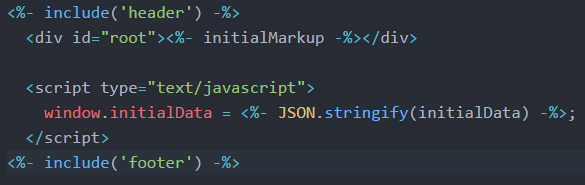 <%- include('header') -%>
<div id="root"><%- initialMarkup -%></div>
<script type="text/javascript">
window.initialData = <%- JSON.stringify(initialData) -%>;
</script>
<%- include('footer') -%>